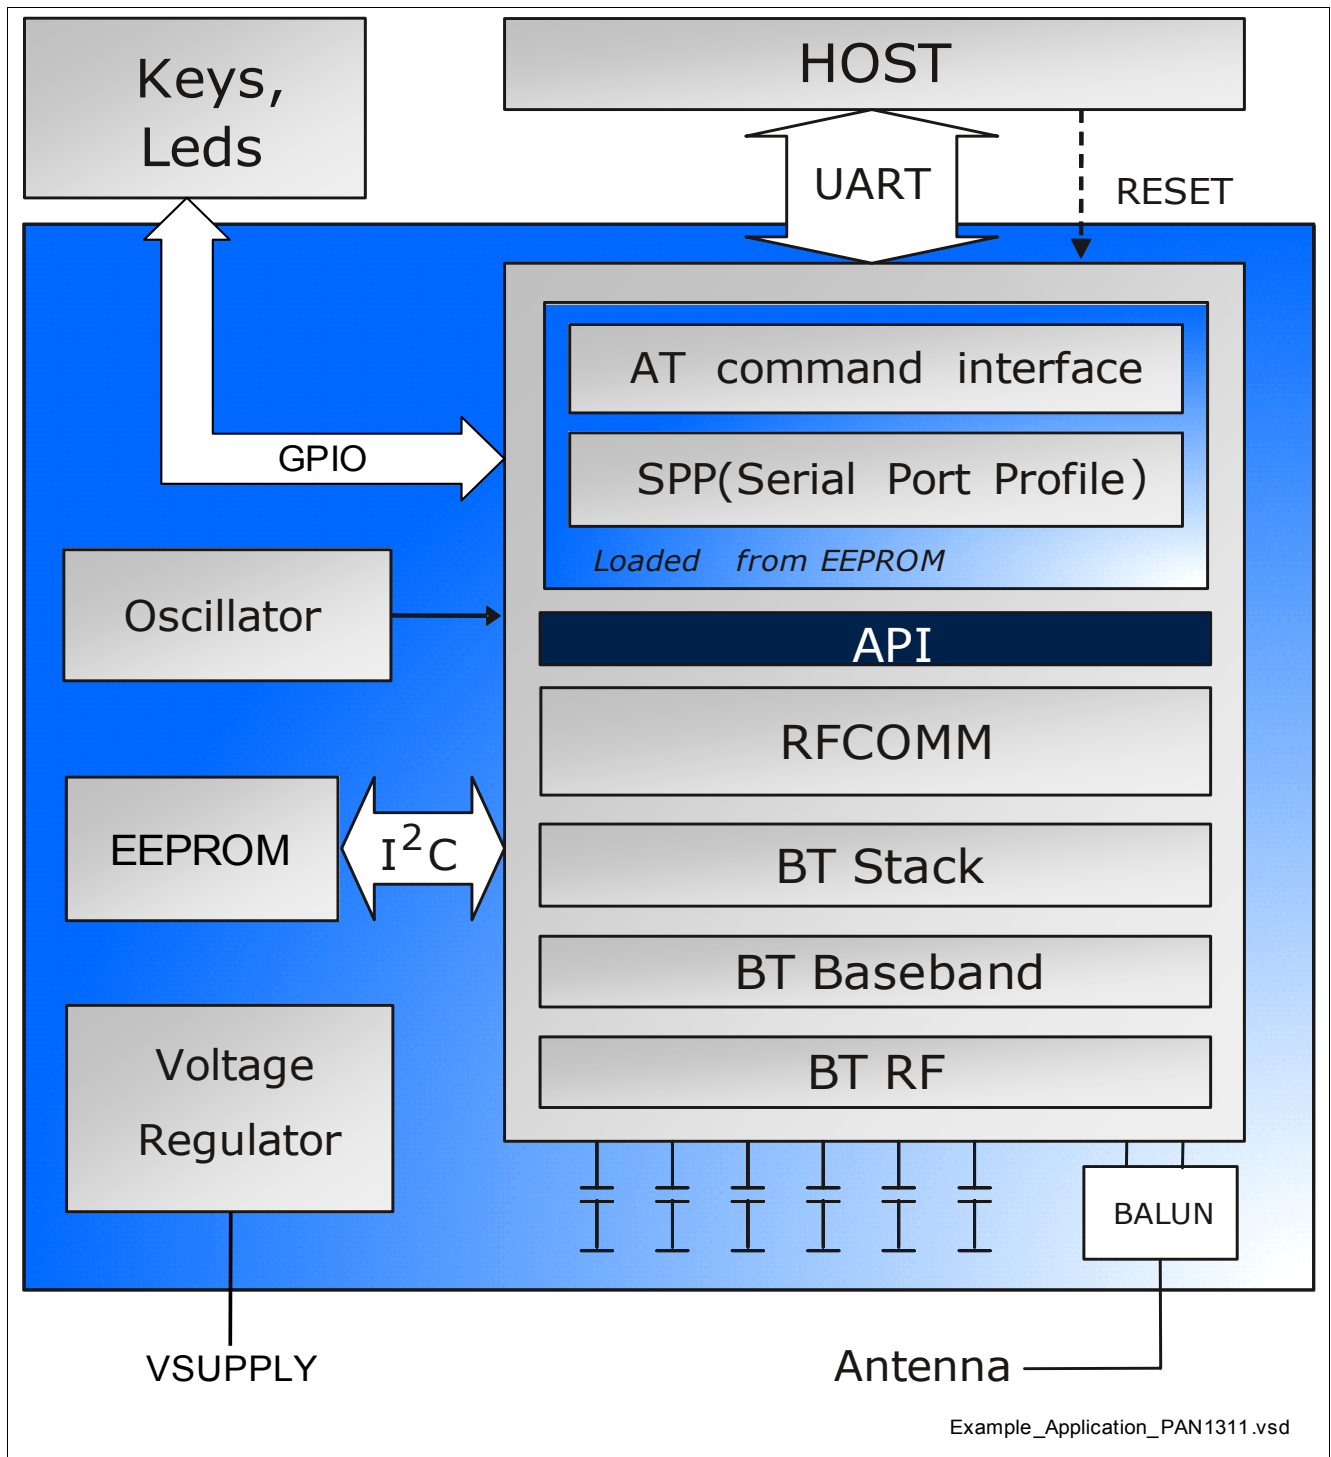 Keys,
Leds
HOST
UART
RESET
AT command interface
SPP(Serial Port Profile)
Loaded from EEPROM
GPIO
Oscillator
API
RFCOMM
EEPROM
I²C
BT Stack
BT Baseband
Voltage
Regulator
BT RF
BALUN
VSUPPLY
Antenna
Example_Application_PAN1311.vsd